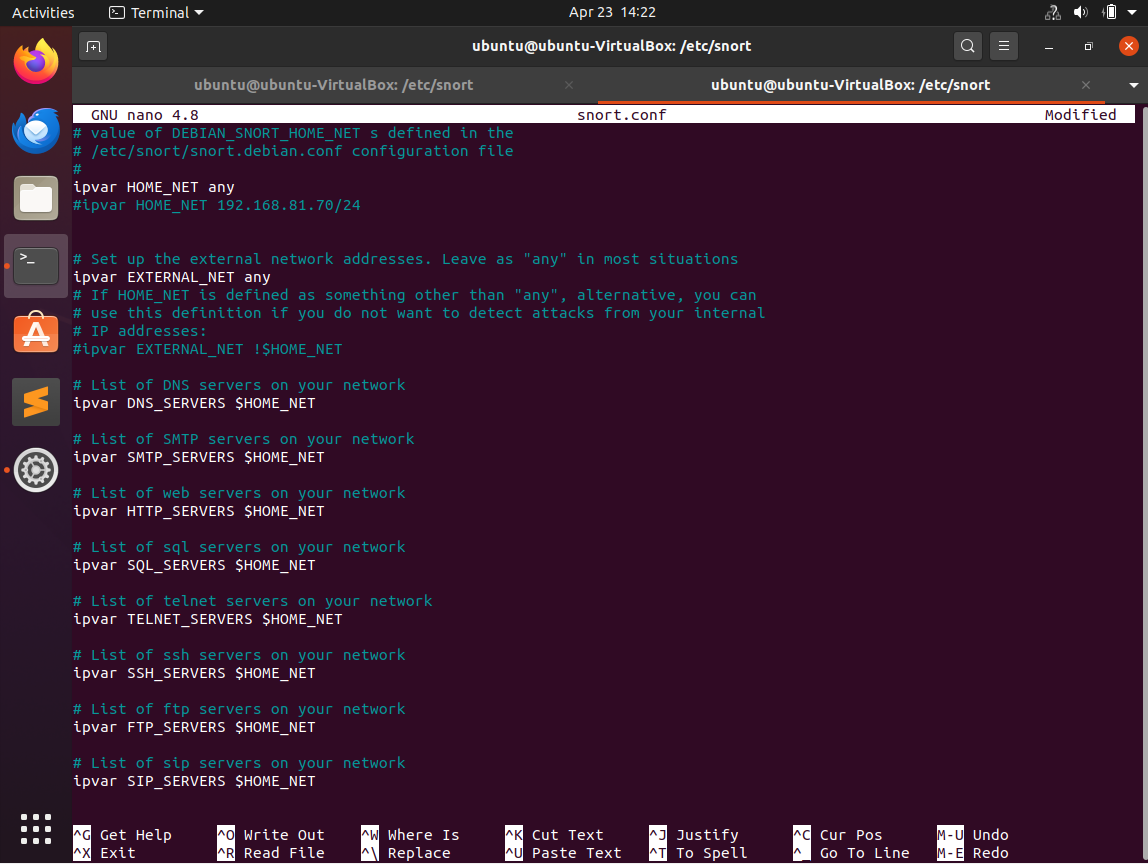 Activities Terminal Apr 23 14:22
ubuntu@ubuntu-VirtualBox: /etc/snort
ubuntu@ubuntu-VirtualBox: /etc/snort ubuntu@ubuntu-VirtualBox: /etc/snort
GNU nano 4.8 snort.conf Modified
# value of DEBIAN_SNORT_HOME_NET s defined in the
# /etc/snort/snort.debian.conf configuration file
#
ipvar HOME_NET any
#ipvar HOME_NET 192.168.81.70/24
# Set up the external network addresses. Leave as "any" in most situations
ipvar EXTERNAL_NET any
# If HOME_NET is defined as something other than "any", alternative, you can
# use this definition if you do not want to detect attacks from your internal
# IP addresses:
#ipvar EXTERNAL_NET !$HOME_NET
# List of DNS servers on your network
ipvar DNS_SERVERS $HOME_NET
# List of SMTP servers on your network
ipvar SMTP_SERVERS $HOME_NET
# List of web servers on your network
ipvar HTTP_SERVERS $HOME_NET
# List of sql servers on your network
ipvar SQL_SERVERS $HOME_NET
# List of telnet servers on your network
ipvar TELNET_SERVERS $HOME_NET
# List of ssh servers on your network
ipvar SSH_SERVERS $HOME_NET
# List of ftp servers on your network
ipvar FTP_SERVERS $HOME_NET
# List of sip servers on your network
ipvar SIP_SERVERS $HOME_NET
^G Get Help ^O Write Out ^W Where Is ^K Cut Text ^J Justify ^C Cur Pos M-U Undo
^X Exit ^R Read File ^\ Replace ^U Paste Text ^T To Spell ^_ Go To Line M-E Redo